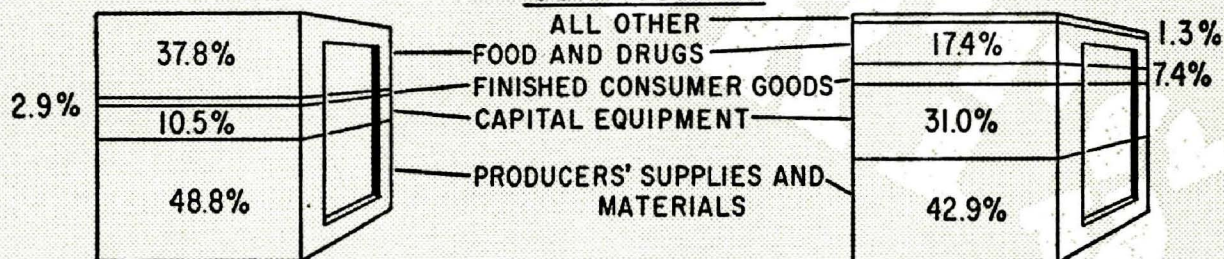 ALL OTHER
37.8%
FOOD AND DRUGS
17.4%
1.3%
2.9%
FINISHED CONSUMER GOODS
7.4%
10.5%
CAPITAL EQUIPMENT
31.0%
48.8%
PRODUCERS' SUPPLIES AND
MATERIALS
42.9%